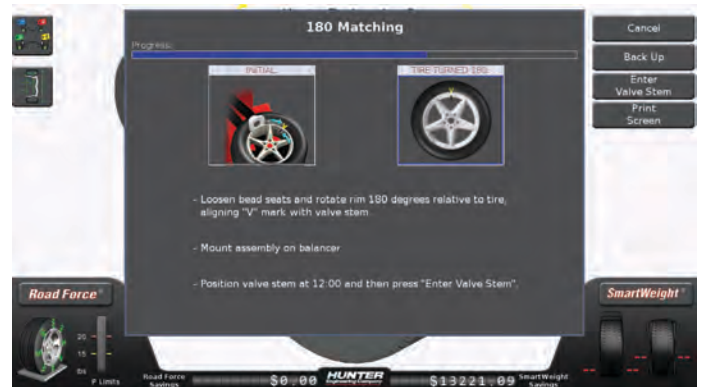 180 Matching
Progress:
INITIAL
TIRE TURNED 180
- Loosen bead seats and rotate rim 180 degrees relative to tire,
aligning "V" mark with valve stem.
- Mount assembly on balancer
- Position valve stem at 12:00 and then press "Enter Valve Stem".
Cancel
Back Up
Enter
Valve Stem
Print
Screen
Road Force®
SmartWeight®
20
15
P Limits
Road Force
Savings
$0.00
HUNTER
Engineering Company
$13221.09
SmartWeight
Savings